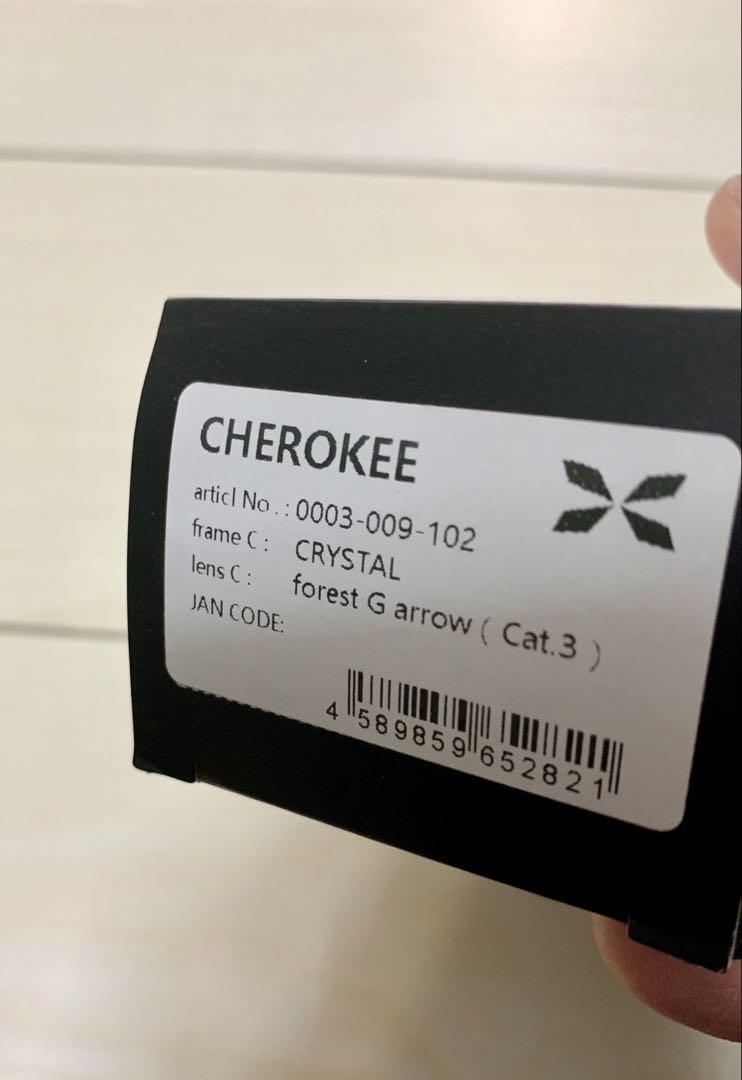 CHEROKEE
articl No. : 0003-009-102
frame C : CRYSTAL
lens C : forest G arrow ( Cat.3 )
JAN CODE:
4 589859 652821